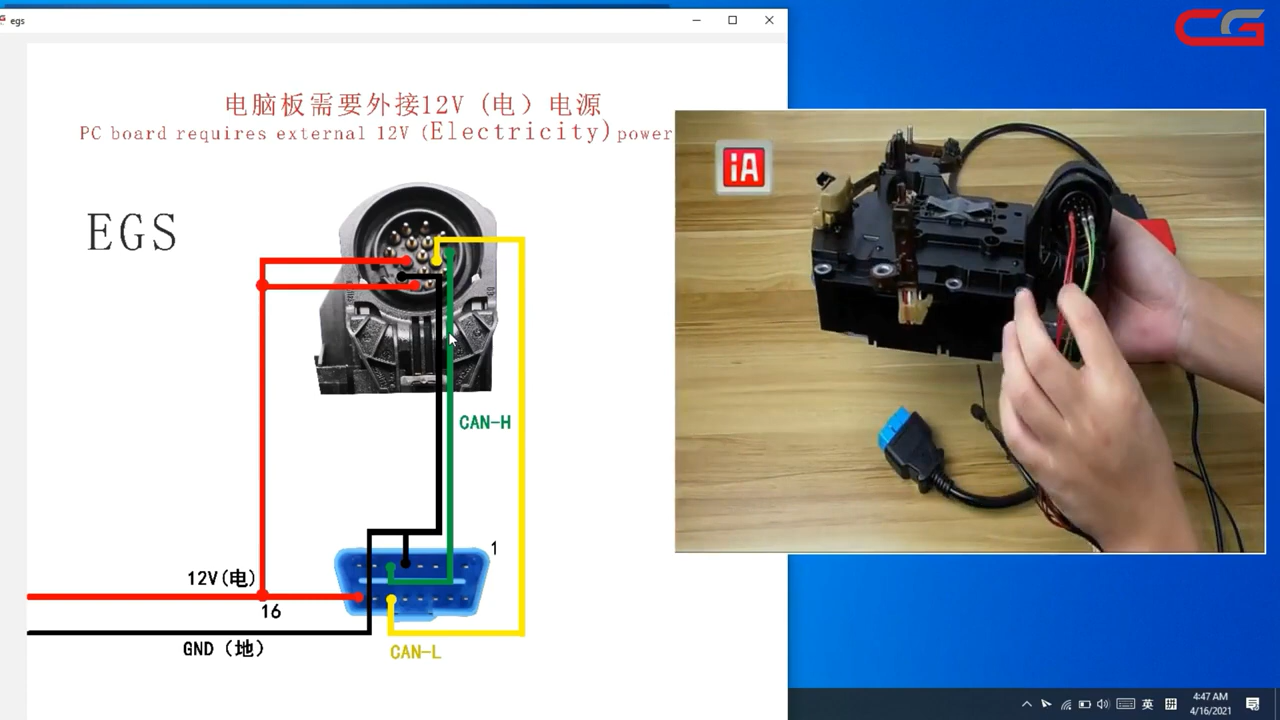 egs
CG
电脑板需要外接12V (电) 电源
PC board requires external 12V (Electricity) power
iA
EGS
CAN-H
1
12V(电)
16
GND (地)
CAN-L
英
4:47 AM
4/16/2021